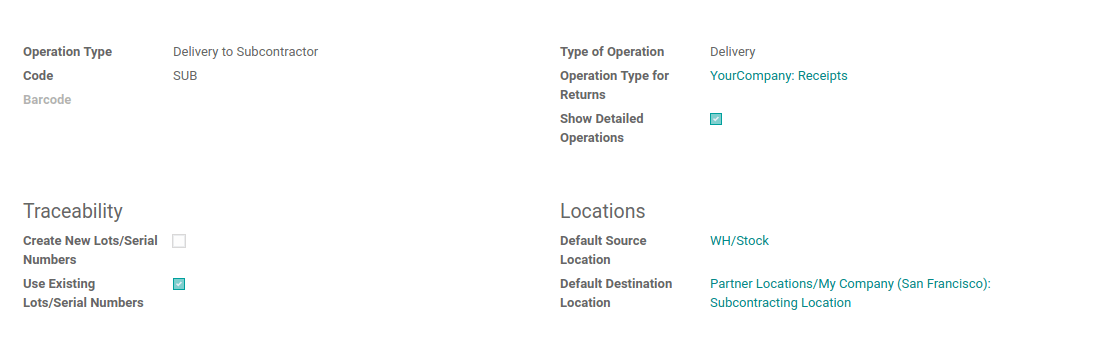 Operation Type Delivery to Subcontractor
Code SUB
Barcode
Type of Operation Delivery
Operation Type for YourCompany: Receipts
Returns
Show Detailed
Operations
Traceability
Create New Lots/Serial
Numbers
Use Existing
Lots/Serial Numbers
Locations
Default Source WH/Stock
Location
Default Destination Partner Locations/My Company (San Francisco):
Location Subcontracting Location